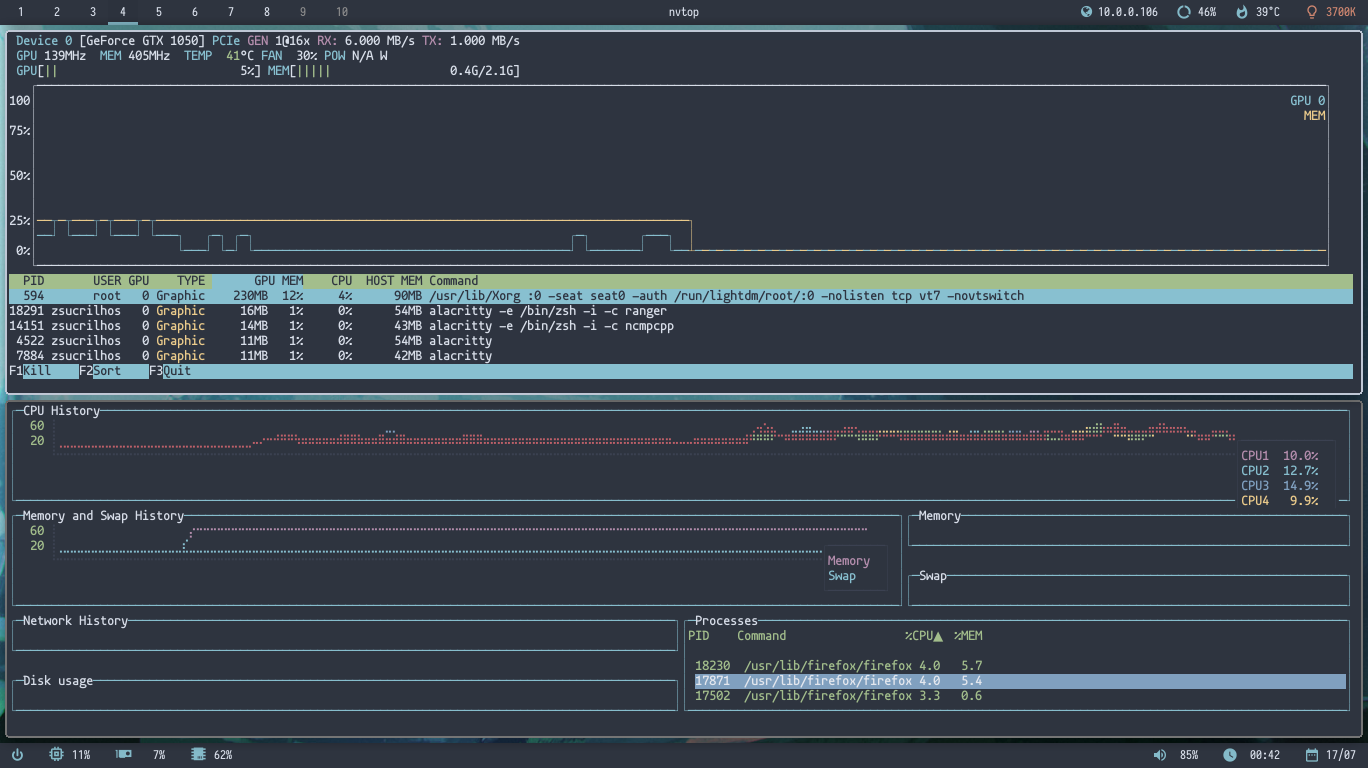 1 2 3 4 5 6 7 8 9 10 nvtop 10.0.0.106 46% 39°C 3700K
Device 0 [GeForce GTX 1050] PCIe GEN 1@16x RX: 6.000 MB/s TX: 1.000 MB/s
GPU 139MHz MEM 405MHz TEMP 41°C FAN 30% POW N/A W
GPU[|| 5%] MEM[||||| 0.4G/2.1G]
100 GPU 0
75% MEM
50%
25%
0%
PID USER GPU TYPE GPU MEM CPU HOST MEM Command
594 root 0 Graphic 230MB 12% 4% 90MB /usr/lib/Xorg :0 -seat seat0 -auth /run/lightdm/root/:0 -nolisten tcp vt7 -novtswitch
18291 zsucrilhos 0 Graphic 16MB 1% 0% 54MB alacritty -e /bin/zsh -i -c ranger
14151 zsucrilhos 0 Graphic 14MB 1% 0% 43MB alacritty -e /bin/zsh -i -c ncmpcpp
4522 zsucrilhos 0 Graphic 11MB 1% 0% 54MB alacritty
7884 zsucrilhos 0 Graphic 11MB 1% 0% 42MB alacritty
F1Kill F2Sort F3Quit
CPU History
60
20
CPU1 10.0%
CPU2 12.7%
CPU3 14.9%
CPU4 9.9%
Memory and Swap History
60
20
Memory
Swap
Memory
Swap
Network History
Disk usage
Processes
PID Command %CPU▲ %MEM
18230 /usr/lib/firefox/firefox 4.0 5.7
17871 /usr/lib/firefox/firefox 4.0 5.4
17502 /usr/lib/firefox/firefox 3.3 0.6
11% 7% 62% 85% 00:42 17/07